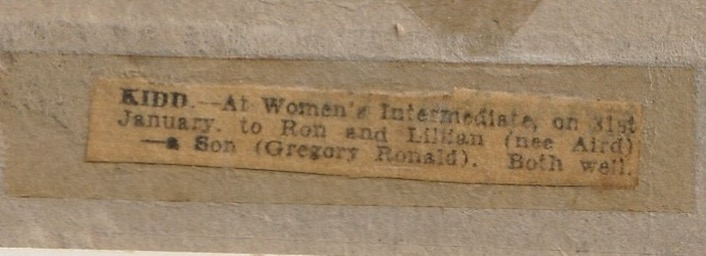 KIDD.—At Women's Intermediate, on 31st
January, to Ron and Lillian (nee Aird)
—a Son (Gregory Ronald). Both well.